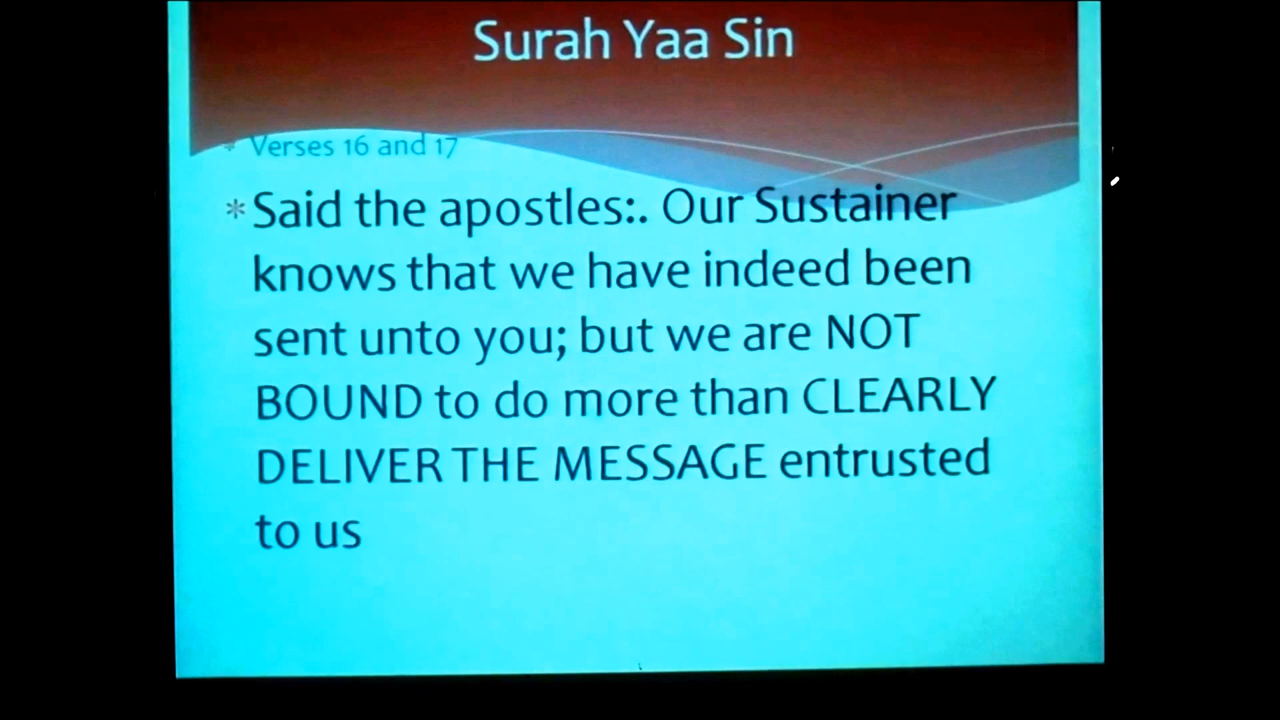 Surah Yaa Sin
* Verses 16 and 17
* Said the apostles:. Our Sustainer
knows that we have indeed been
sent unto you; but we are NOT
BOUND to do more than CLEARLY
DELIVER THE MESSAGE entrusted
to us